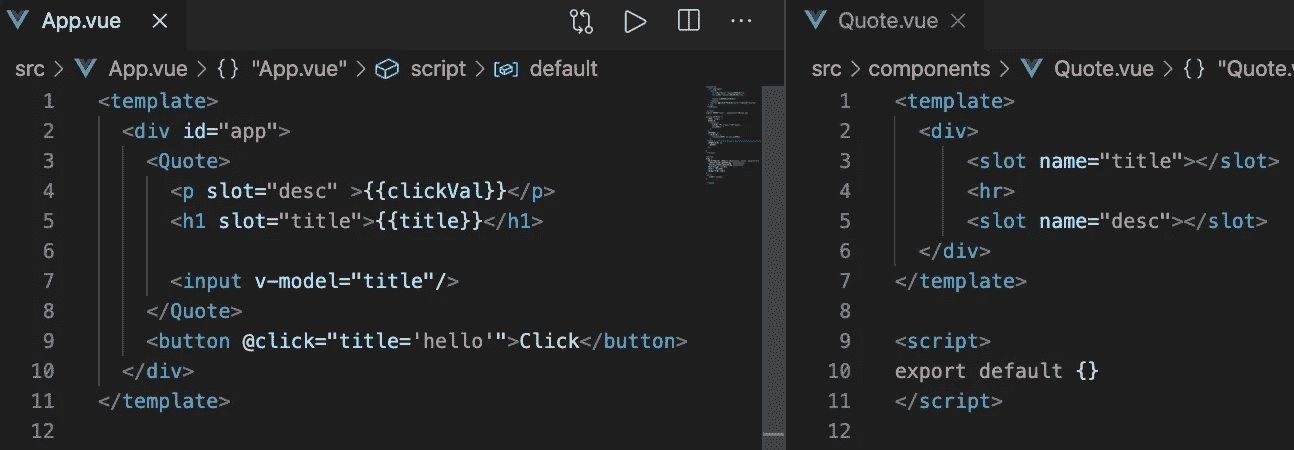 App.vue
src > App.vue > {} "App.vue" > script > default
1 <template>
2 <div id="app">
3 <Quote>
4 <p slot="desc" >{{clickVal}}</p>
5 <h1 slot="title">{{title}}</h1>
6
7 <input v-model="title"/>
8 </Quote>
9 <button @click="title='hello'">Click</button>
10 </div>
11 </template>
12
Quote.vue
src > components > Quote.vue > {} "Quote.v
1 <template>
2 <div>
3 <slot name="title"></slot>
4 <hr>
5 <slot name="desc"></slot>
6 </div>
7 </template>
8
9 <script>
10 export default {}
11 </script>
12